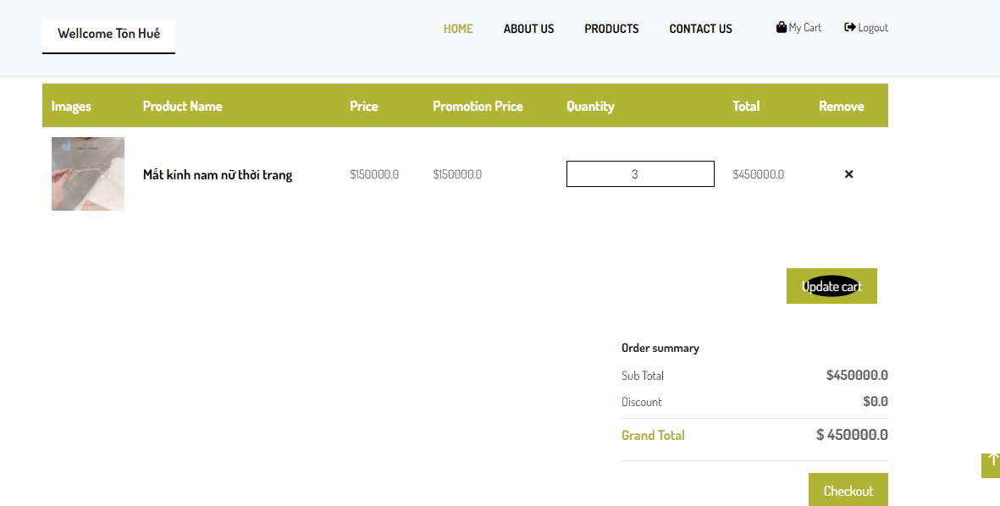 Wellcome Tôn Huế
HOME ABOUT US PRODUCTS CONTACT US My Cart Logout
Images Product Name Price Promotion Price Quantity Total Remove
Mắt kính nam nữ thời trang $150000.0 $150000.0 3 $450000.0
Update cart
Order summary
Sub Total $450000.0
Discount $0.0
Grand Total $ 450000.0
Checkout